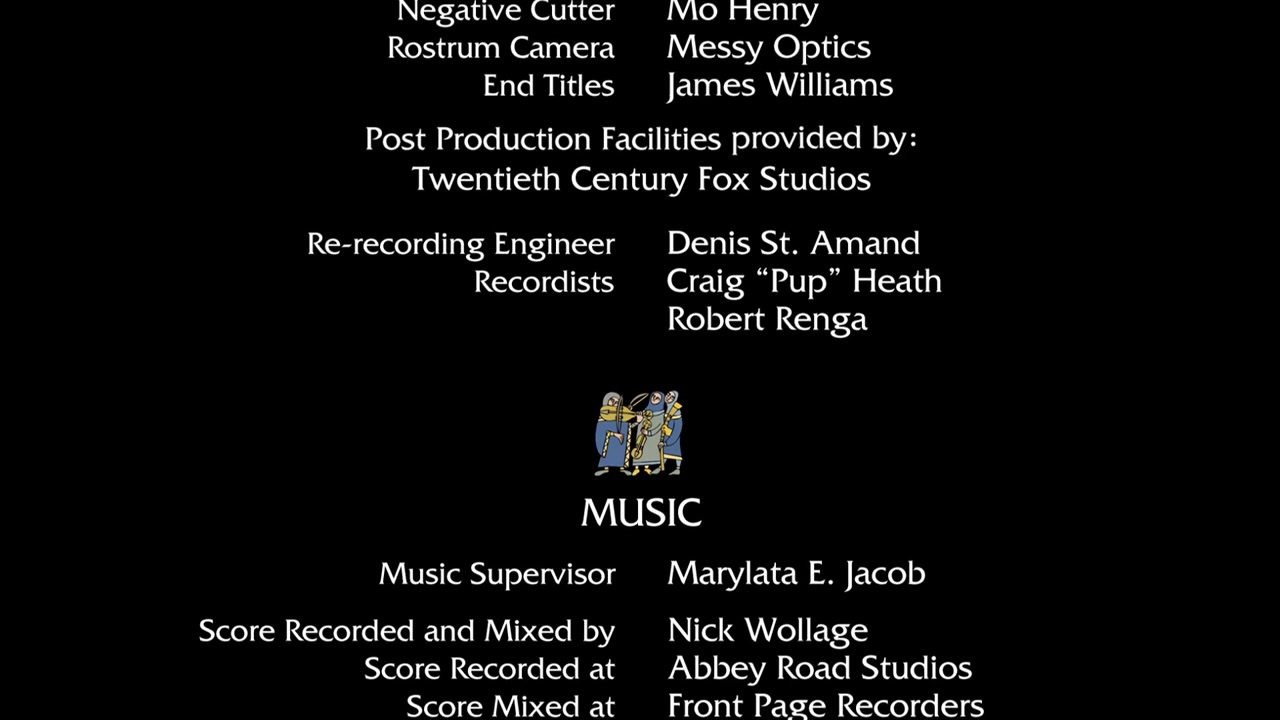 Negative Cutter Mo Henry
Rostrum Camera Messy Optics
End Titles James Williams
Post Production Facilities provided by:
Twentieth Century Fox Studios
Re-recording Engineer Denis St. Amand
Recordists Craig “Pup” Heath
Robert Renga
MUSIC
Music Supervisor Marylata E. Jacob
Score Recorded and Mixed by Nick Wollage
Score Recorded at Abbey Road Studios
Score Mixed at Front Page Recorders